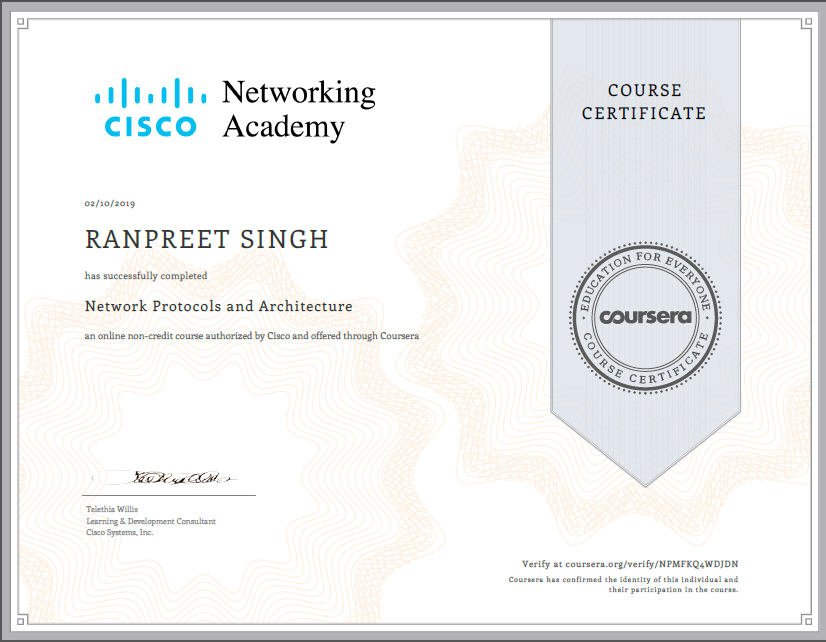 CISCO
Networking
Academy
COURSE
CERTIFICATE
02/10/2019
RANPREET SINGH
has successfully completed
Network Protocols and Architecture
an online non-credit course authorized by Cisco and offered through Coursera
EDUCATION FOR EVERYONE
coursera
COURSE CERTIFICATE
Telethia Willis
Learning & Development Consultant
Cisco Systems, Inc.
Verify at coursera.org/verify/NPMFKQ4WDJDN
Coursera has confirmed the identity of this individual and
their participation in the course.